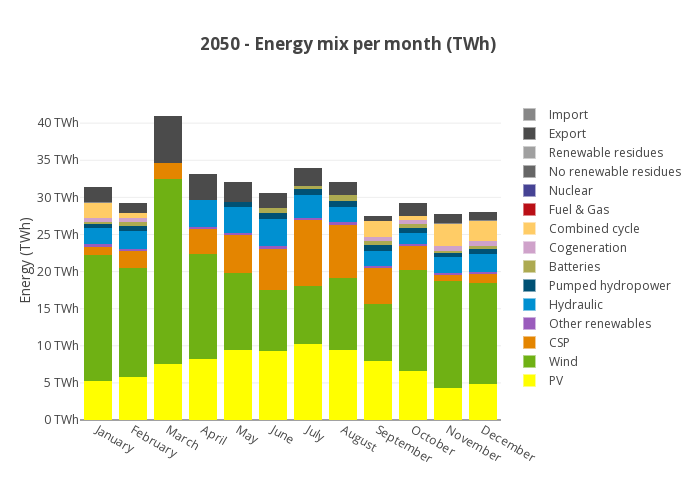 2050 - Energy mix per month (TWh)
Energy (TWh)
40 TWh
35 TWh
30 TWh
25 TWh
20 TWh
15 TWh
10 TWh
5 TWh
0 TWh
January
February
March
April
May
June
July
August
September
October
November
December
Import
Export
Renewable residues
No renewable residues
Nuclear
Fuel & Gas
Combined cycle
Cogeneration
Batteries
Pumped hydropower
Hydraulic
Other renewables
CSP
Wind
PV